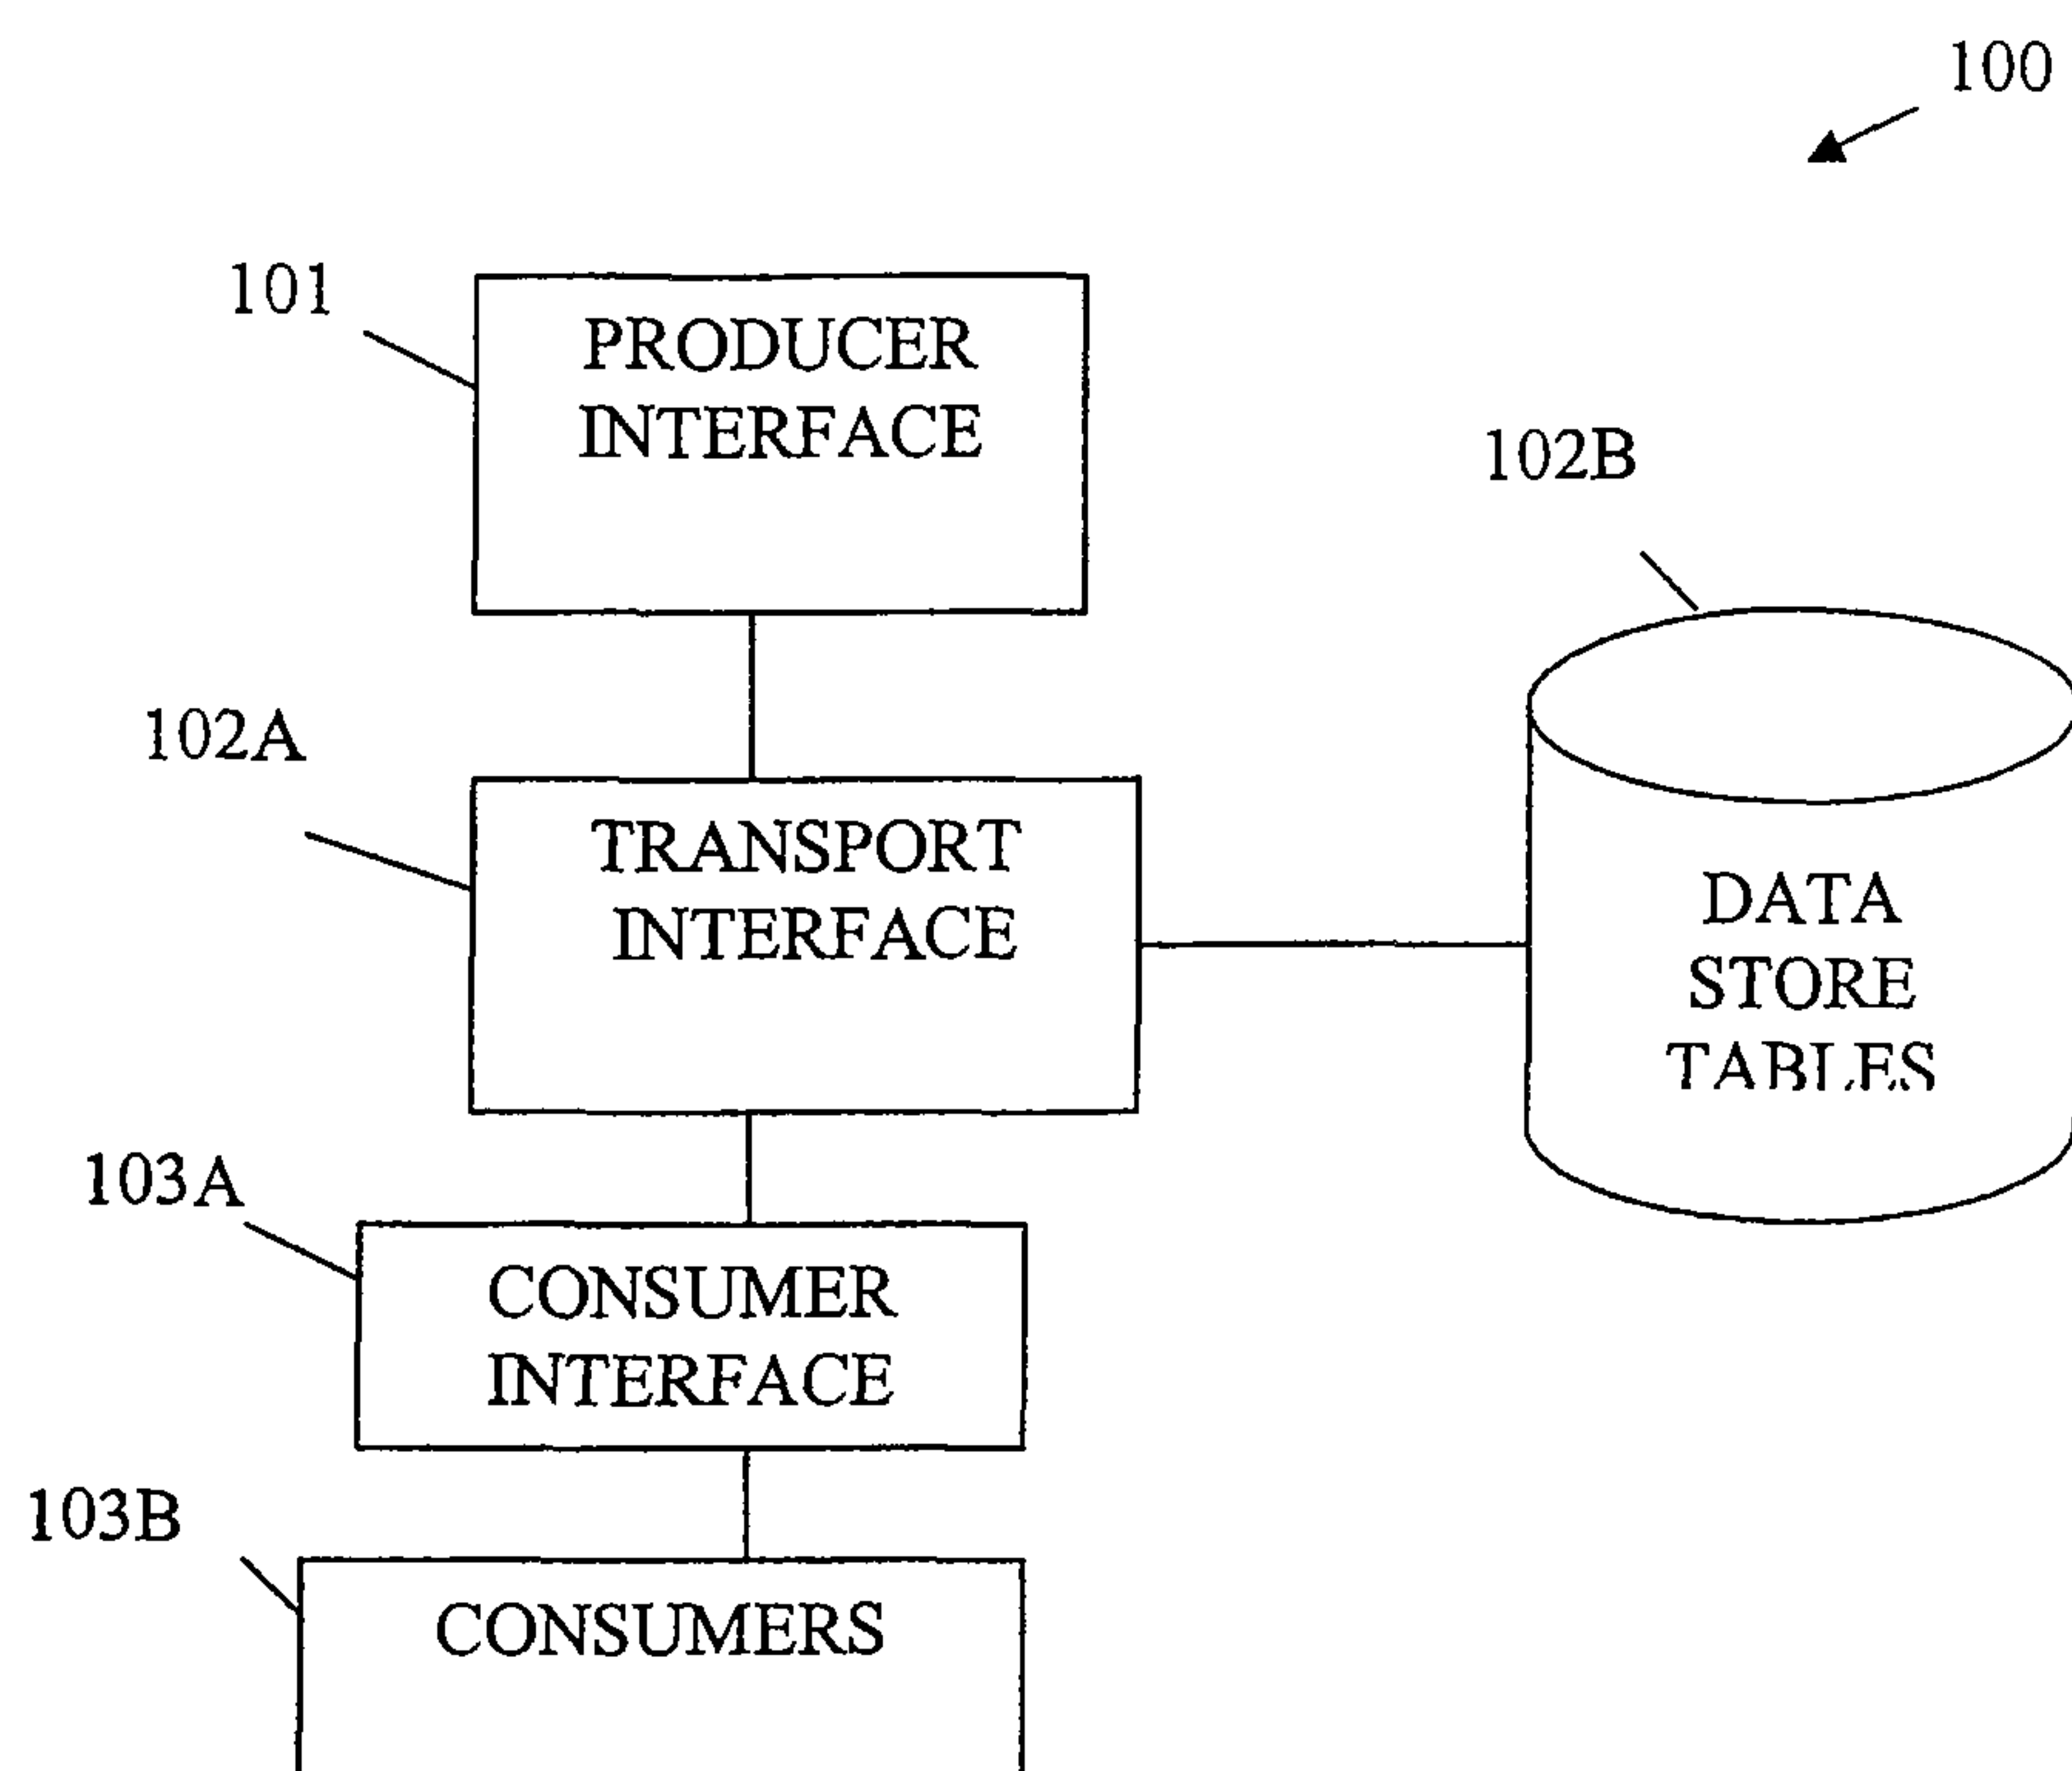 100
101
PRODUCER
INTERFACE
102B
102A
TRANSPORT
INTERFACE
DATA
STORE
TABLES
103A
CONSUMER
INTERFACE
103B
CONSUMERS